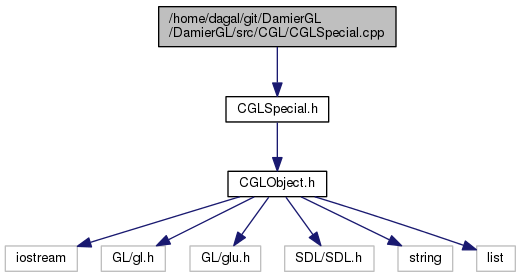 /home/dagal/git/DamierGL
/DamierGL/src/CGL/CGLSpecial.cpp
CGLSpecial.h
CGLObject.h
iostream
GL/gl.h
GL/glu.h
SDL/SDL.h
string
list